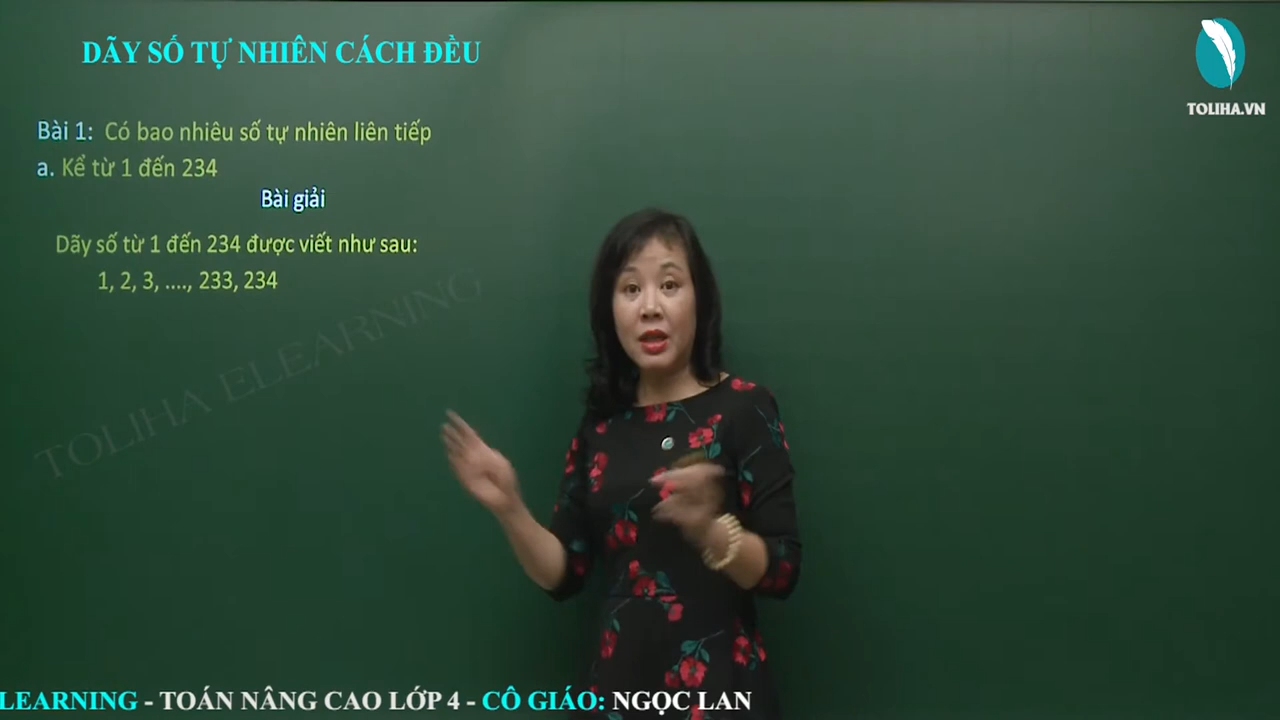 DÃY SỐ TỰ NHIÊN CÁCH ĐỀU
TOLIHA.VN
Bài 1: Có bao nhiêu số tự nhiên liên tiếp
a. Kể từ 1 đến 234
Bài giải
Dãy số từ 1 đến 234 được viết như sau:
1, 2, 3, ...., 233, 234
TOLIHA ELEARNING
LEARNING - TOÁN NÂNG CAO LỚP 4 - CÔ GIÁO: NGỌC LAN